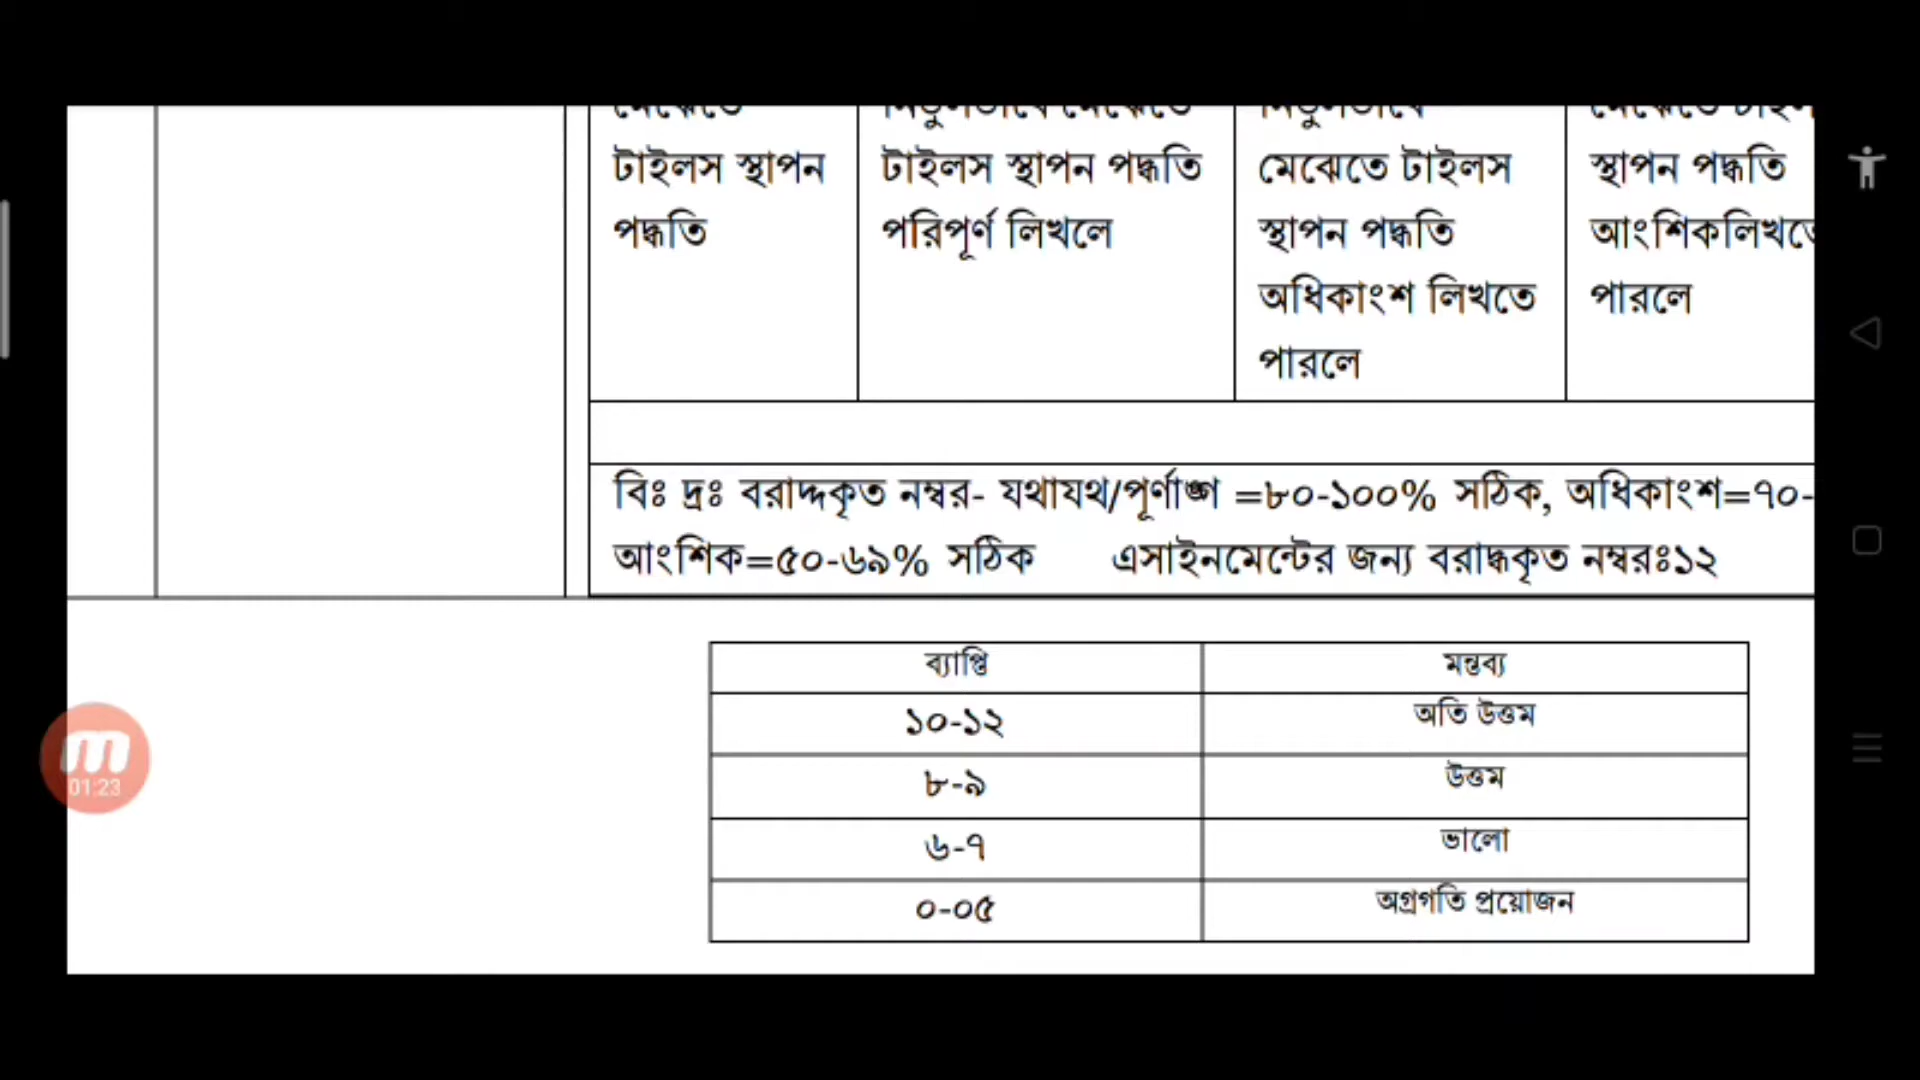 টাইলস স্থাপন
পদ্ধতি
টাইলস স্থাপন পদ্ধতি
পরিপূর্ণ লিখলে
মেঝেতে টাইলস
স্থাপন পদ্ধতি
অধিকাংশ লিখতে
পারলে
স্থাপন পদ্ধতি
আংশিকলিখতে
পারলে
বিঃ দ্রঃ বরাদ্দকৃত নম্বর- যথাযথ/পূর্ণাঙ্গ =৮০-১০০% সঠিক, অধিকাংশ=৭০-
আংশিক=৫০-৬৯% সঠিক এসাইনমেন্টের জন্য বরাদ্ধকৃত নম্বরঃ১২
ব্যাপ্তি মন্তব্য
১০-১২ অতি উত্তম
৮-৯ উত্তম
৬-৭ ভালো
০-০৫ অগ্রগতি প্রয়োজন
01:23